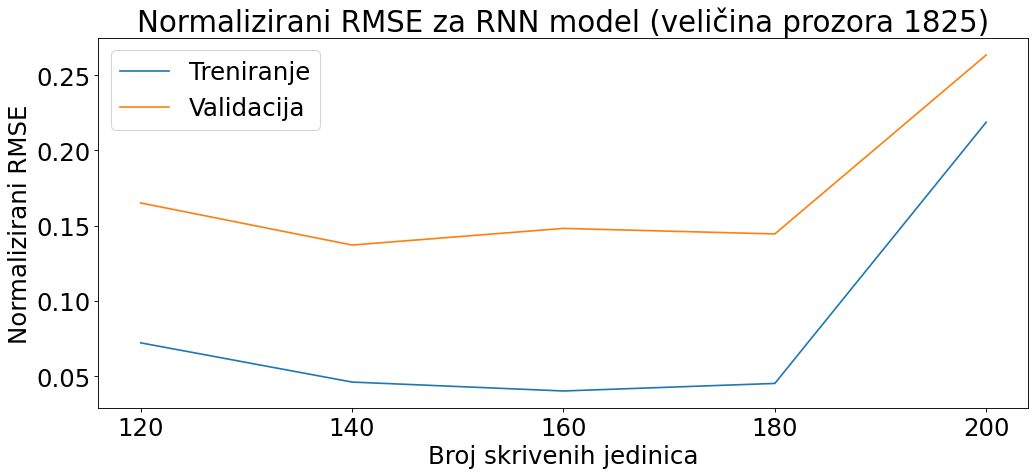 Normalizirani RMSE za RNN model (veličina prozora 1825)
Treniranje
Validacija
Normalizirani RMSE
0.25
0.20
0.15
0.10
0.05
120 140 160 180 200
Broj skrivenih jedinica